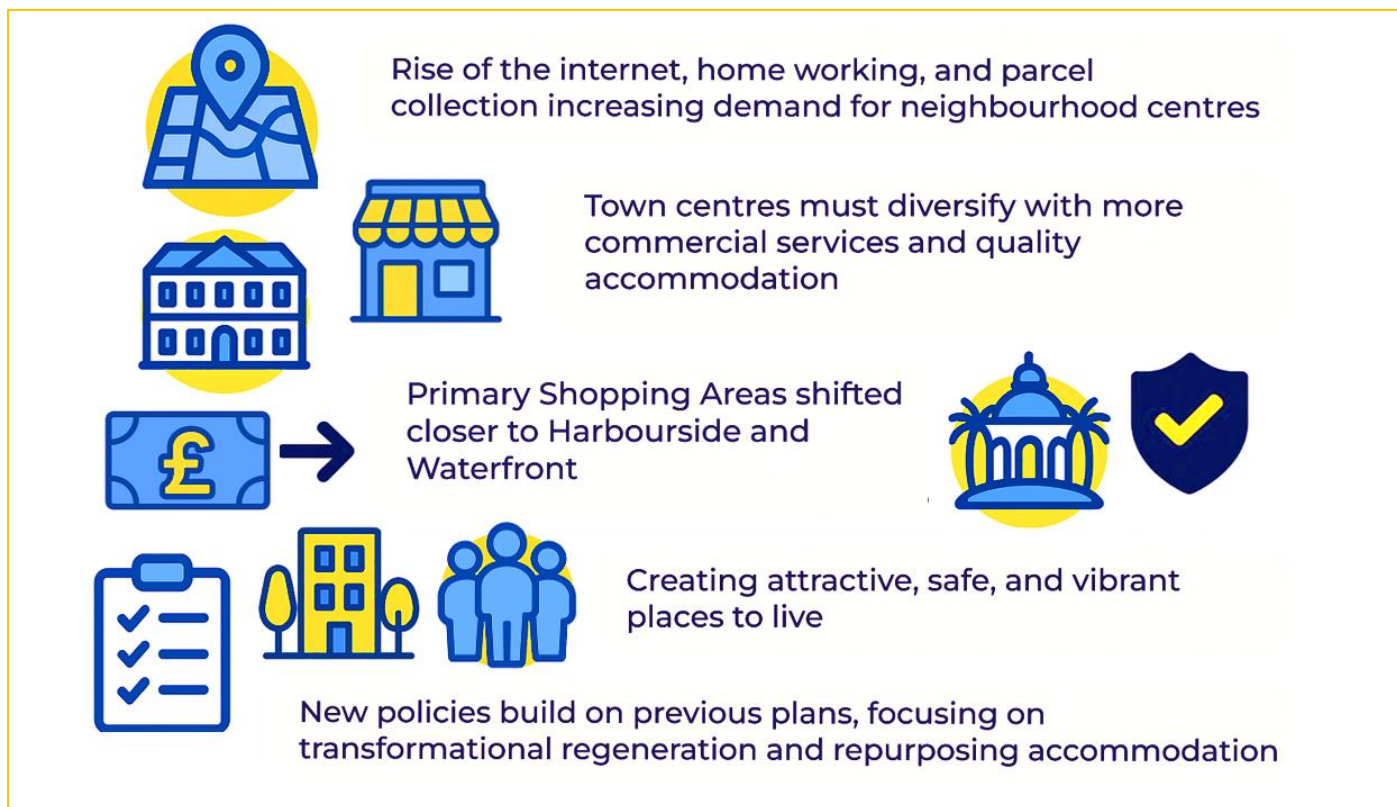 Rise of the internet, home working, and parcel
collection increasing demand for neighbourhood centres
Town centres must diversify with more
commercial services and quality
accommodation
Primary Shopping Areas shifted
closer to Harbourside and
Waterfront
£
Creating attractive, safe, and vibrant
places to live
New policies build on previous plans, focusing on
transformational regeneration and repurposing accommodation